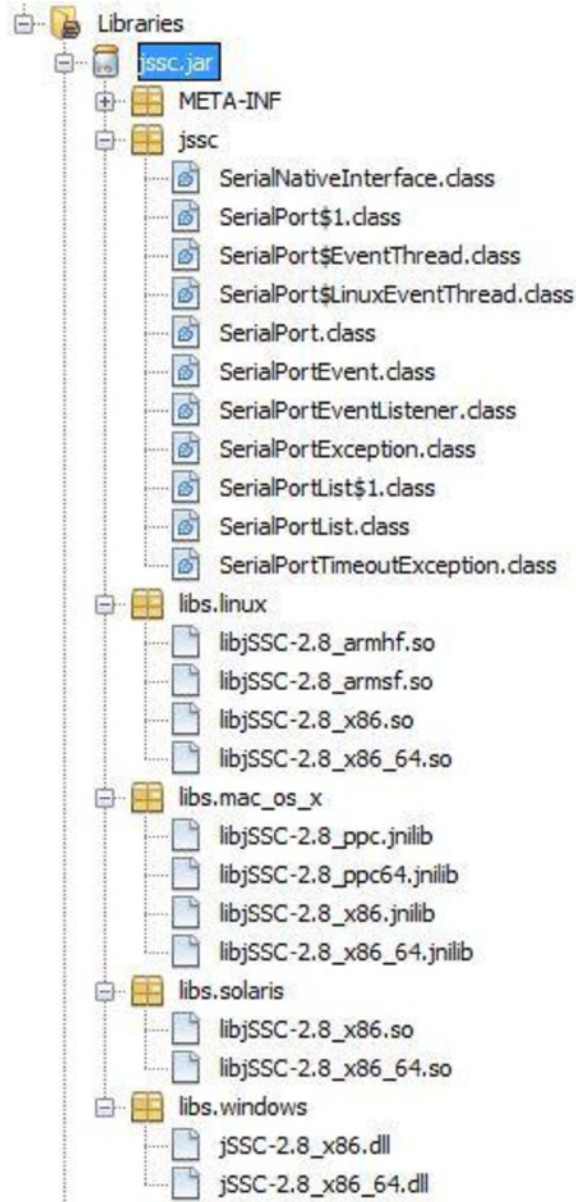 Libraries
jssc.jar
META-INF
jssc
SerialNativeInterface.class
SerialPort$1.class
SerialPort$EventThread.class
SerialPort$LinuxEventThread.class
SerialPort.class
SerialPortEvent.class
SerialPortEventListener.class
SerialPortException.class
SerialPortList$1.class
SerialPortList.class
SerialPortTimeoutException.class
libs.linux
libjSSC-2.8_armhf.so
libjSSC-2.8_armsf.so
libjSSC-2.8_x86.so
libjSSC-2.8_x86_64.so
libs.mac_os_x
libjSSC-2.8_ppc.jnilib
libjSSC-2.8_ppc64.jnilib
libjSSC-2.8_x86.jnilib
libjSSC-2.8_x86_64.jnilib
libs.solaris
libjSSC-2.8_x86.so
libjSSC-2.8_x86_64.so
libs.windows
jSSC-2.8_x86.dll
jSSC-2.8_x86_64.dll